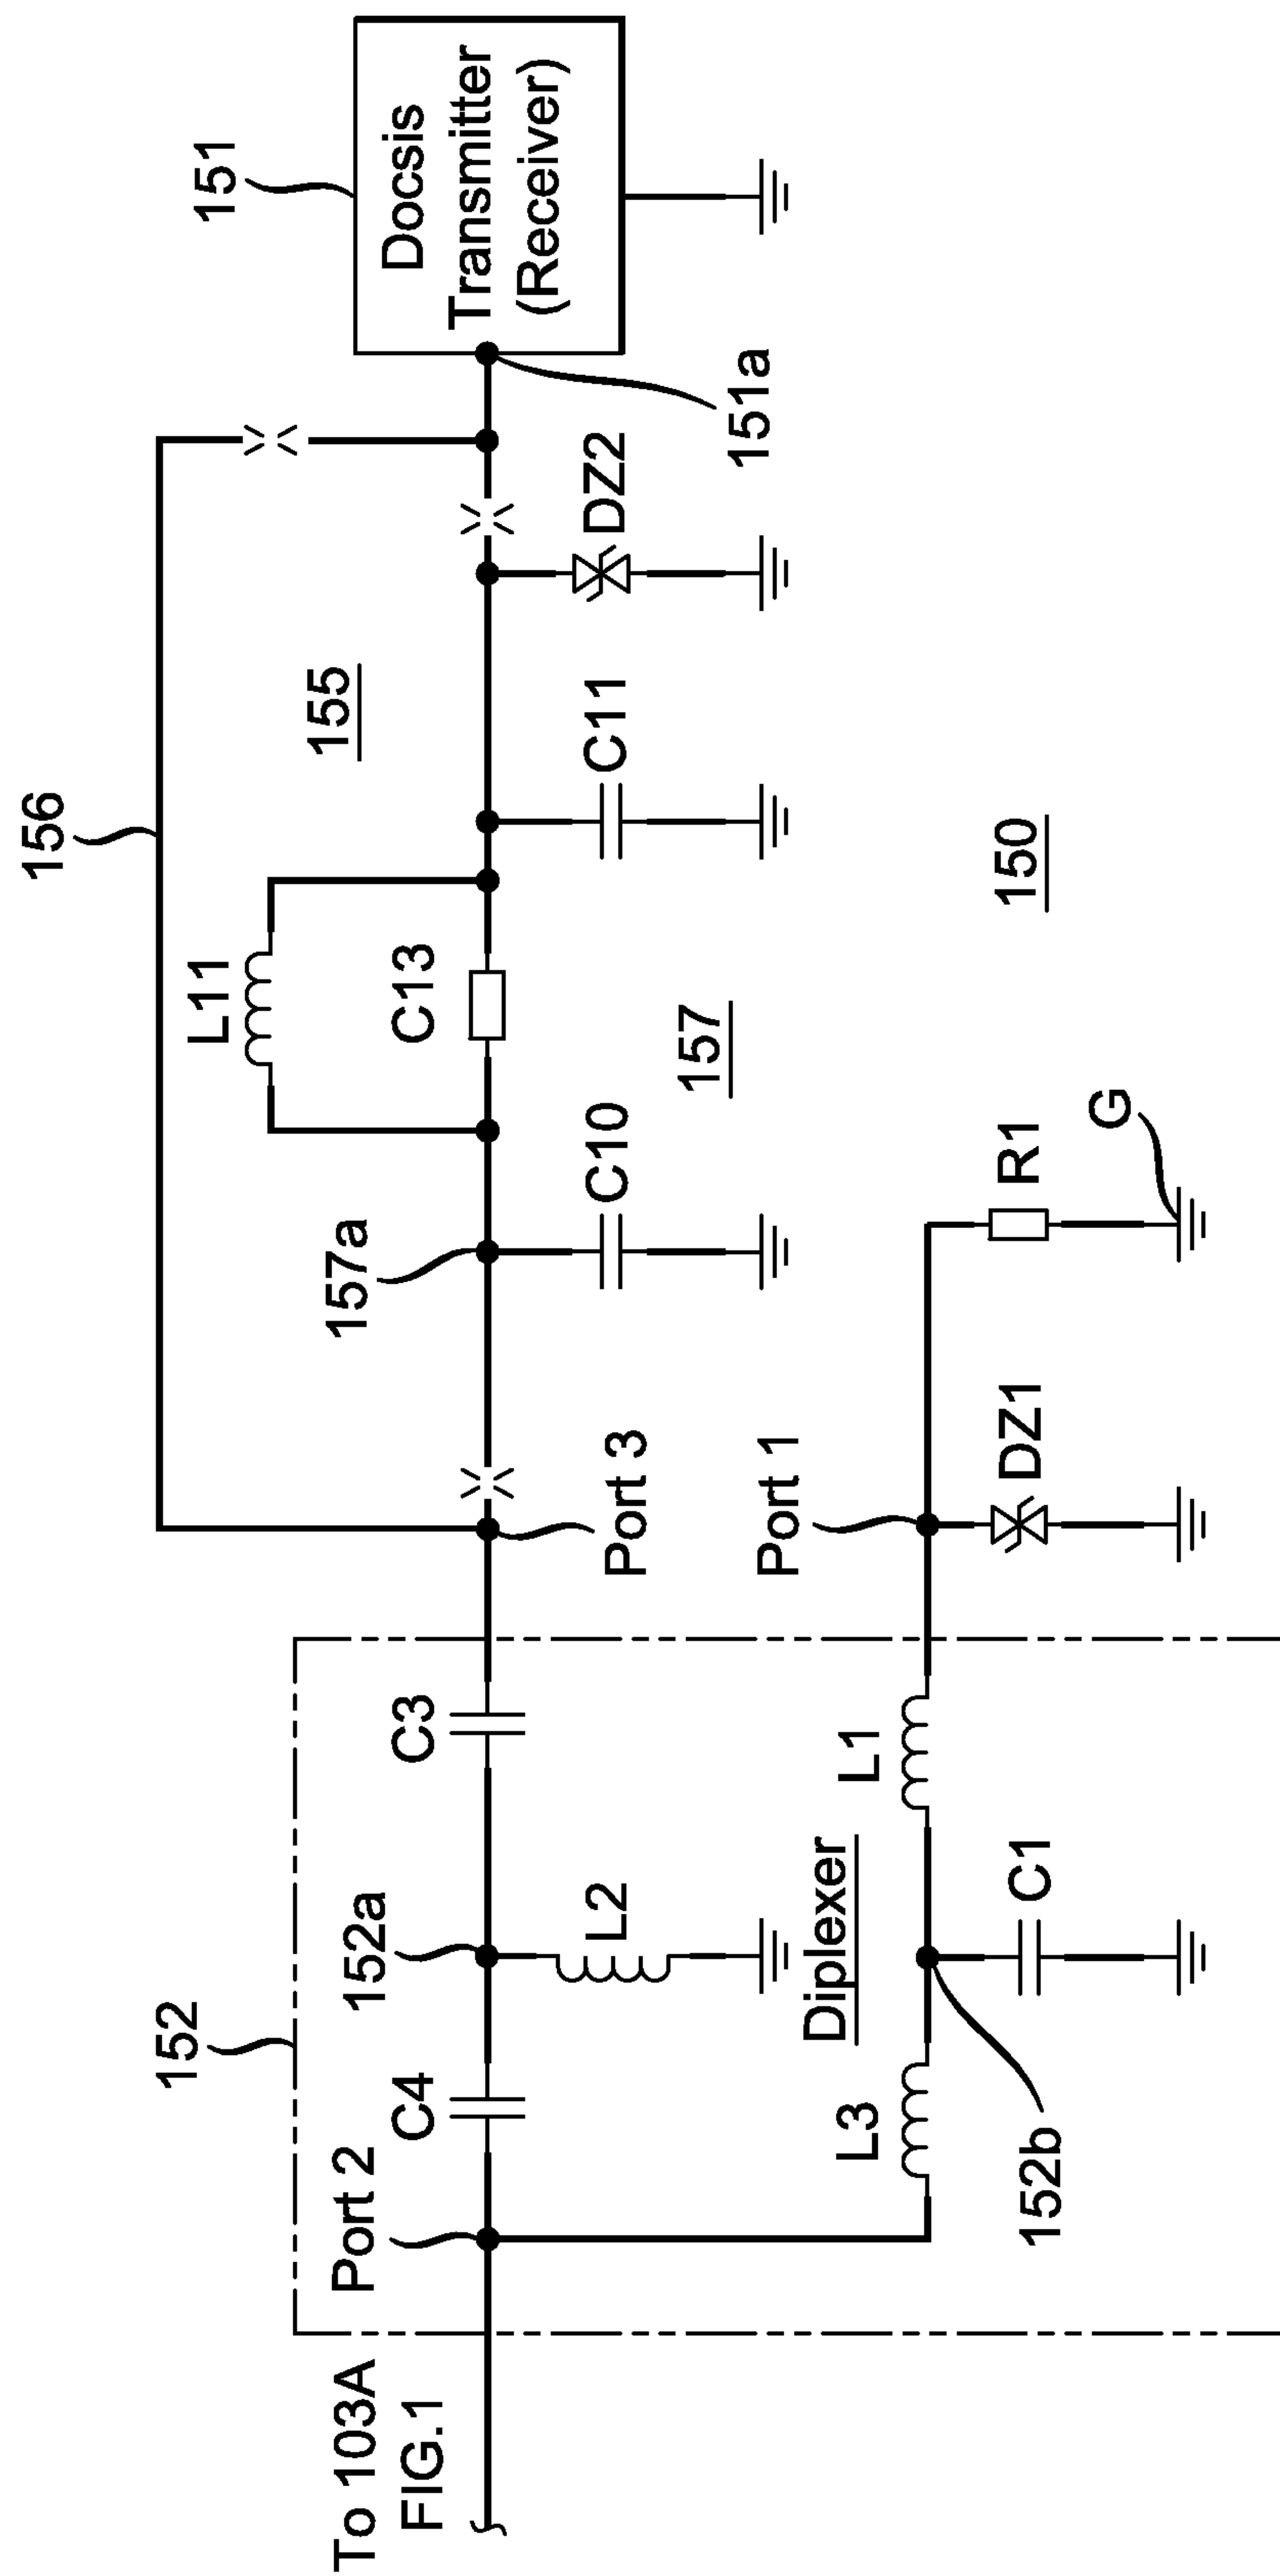 To 103A
FIG.1
152
Port 2
C4
152a
C3
L2
Diplexer
L3
152b
C1
L1
Port 3
Port 1
DZ1
R1
G
156
157a
C10
157
L11
C13
155
C11
150
DZ2
151
Docsis
Transmitter
(Receiver)
151a